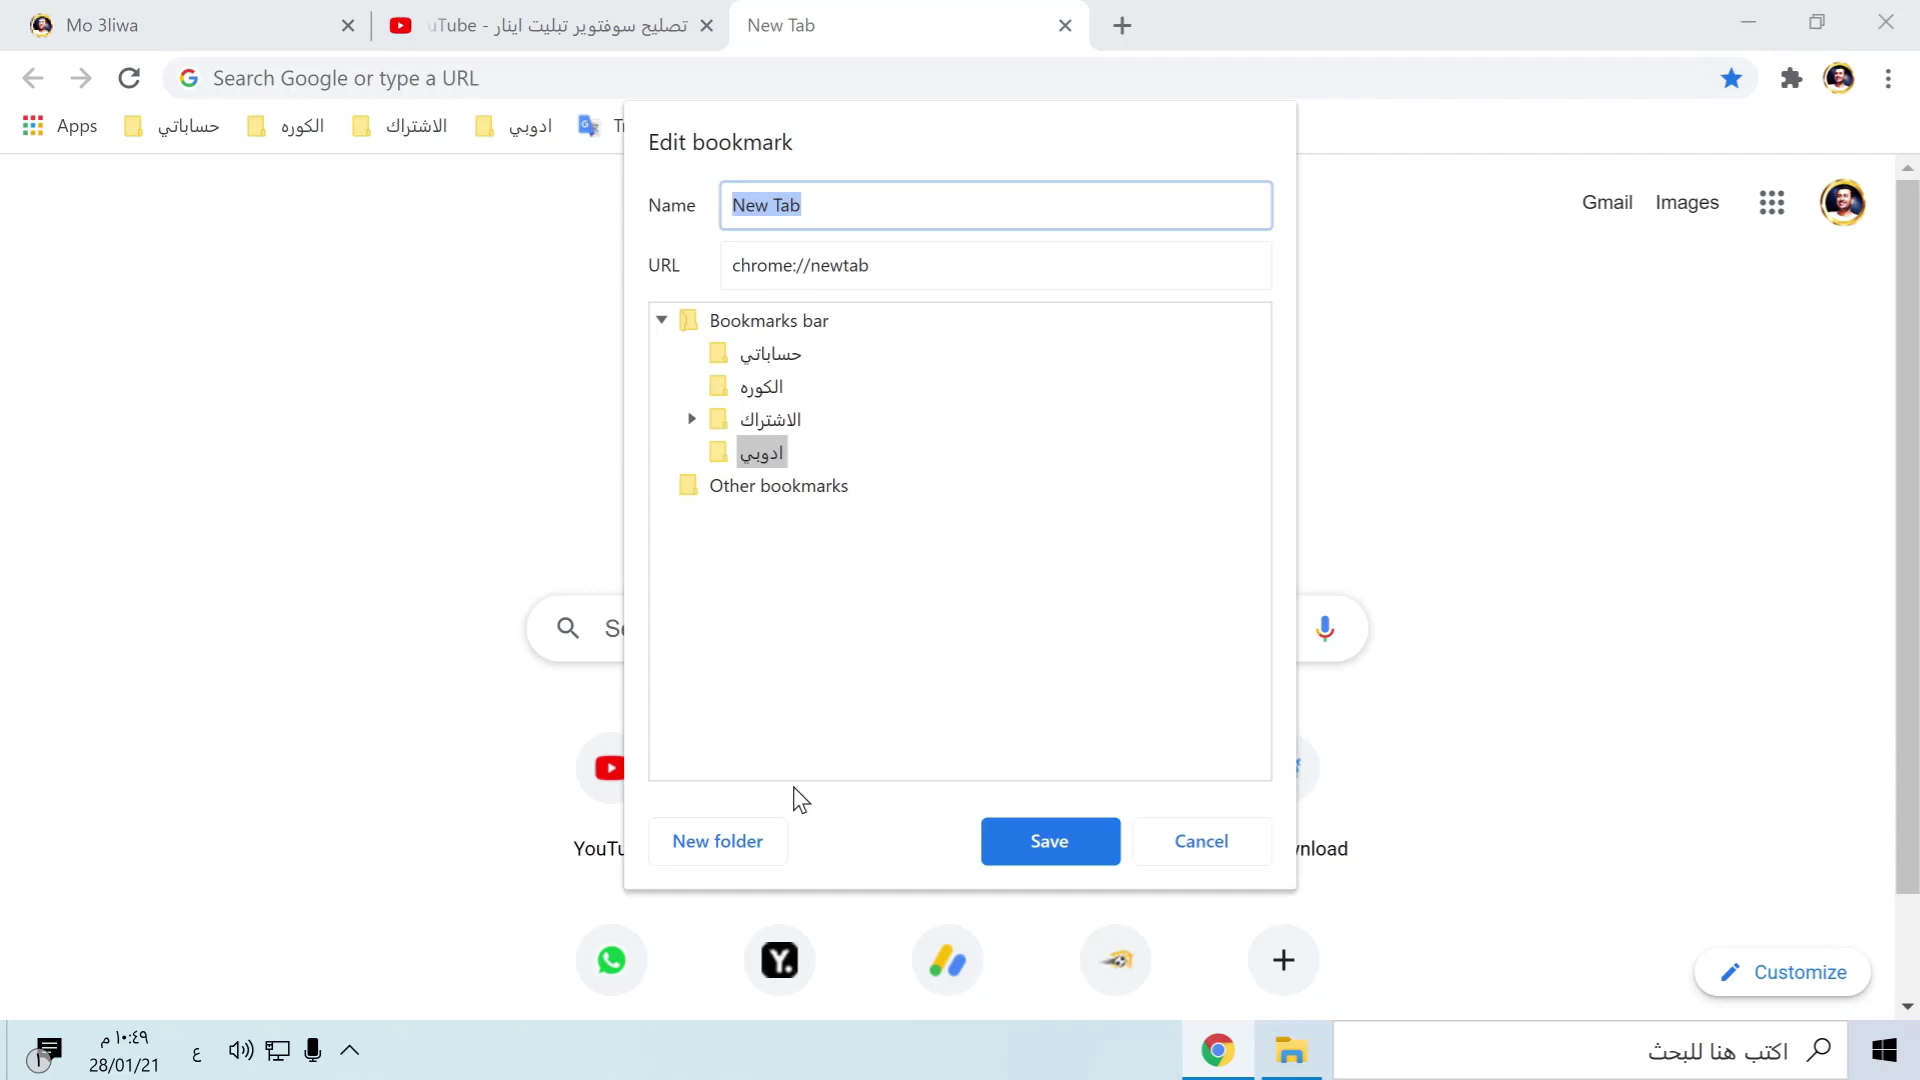 Mo 3liwa
تصليح سوفتوير تبليت اينار - uTube
New Tab
Search Google or type a URL
Apps
حساباتي
الكوره
الاشتراك
ادوبي
Edit bookmark
Name
New Tab
URL
chrome://newtab
Bookmarks bar
حساباتي
الكوره
الاشتراك
ادوبي
Other bookmarks
New folder
Save
Cancel
Gmail
Images
YouTu
wnload
Customize
١٠:٤٩ م
28/01/21
ع
اكتب هنا للبحث